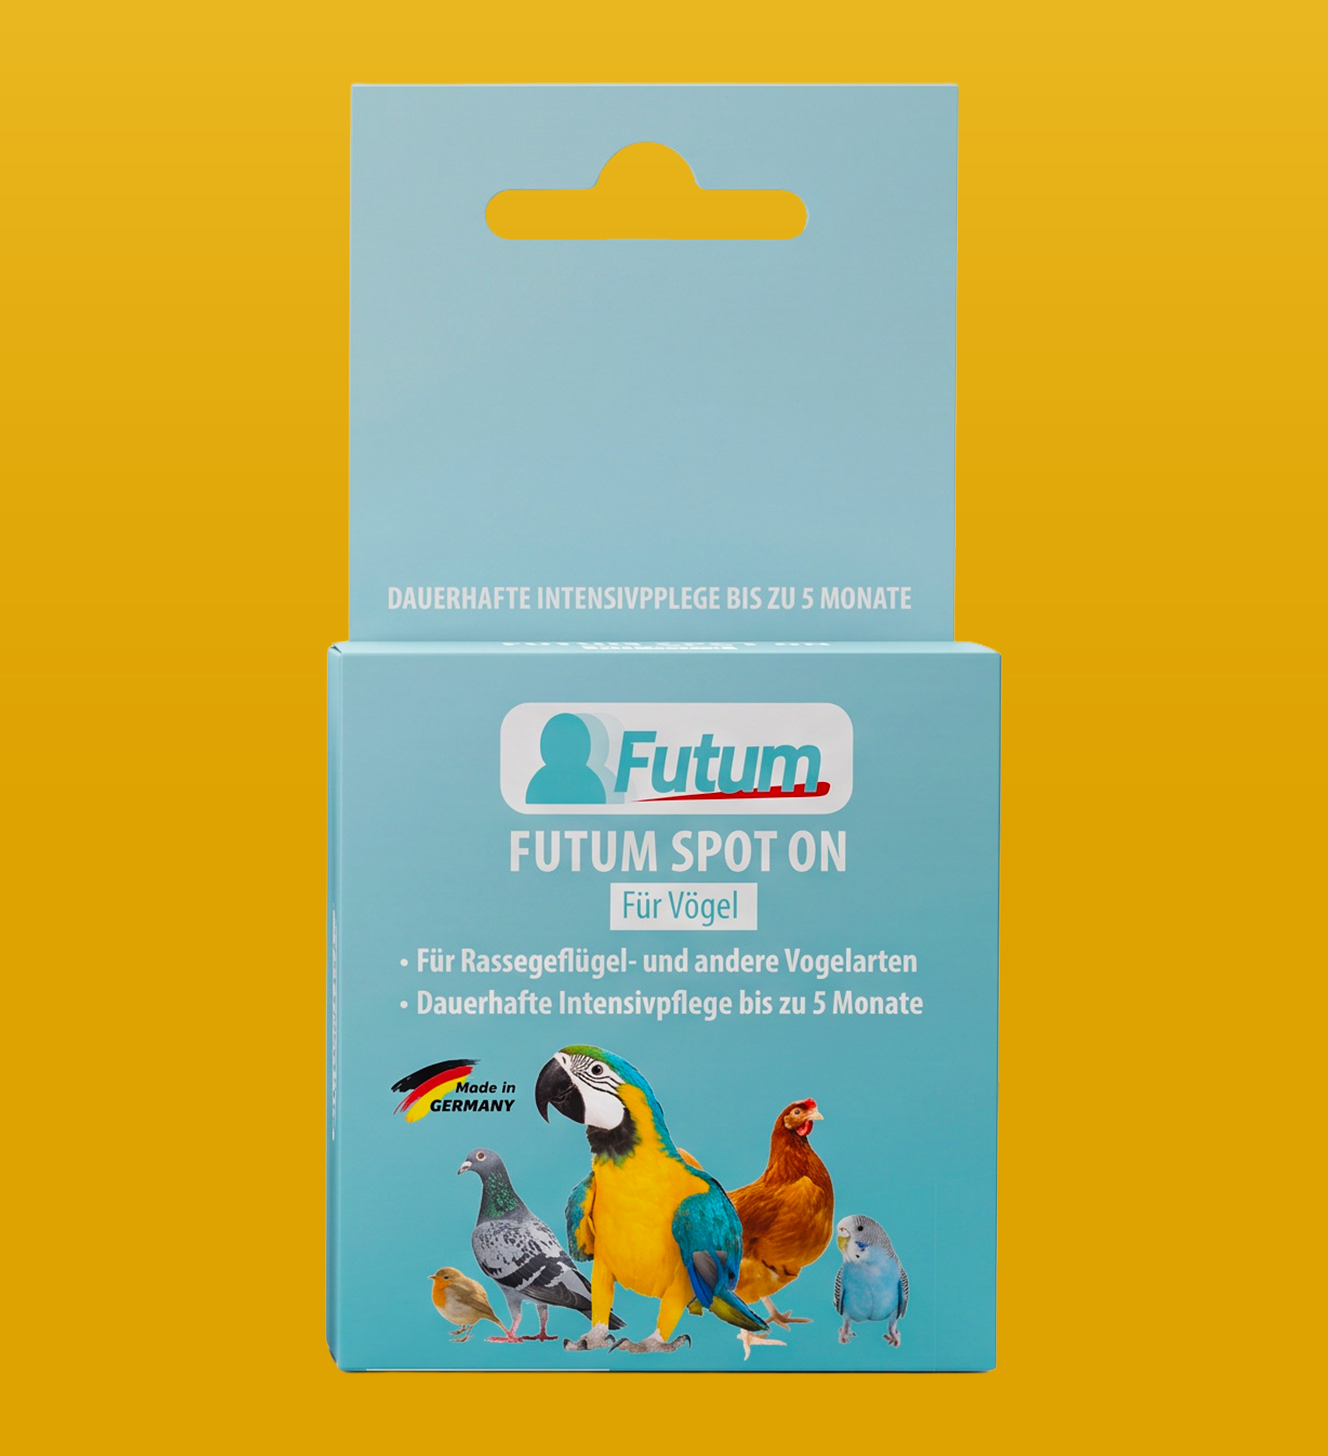 DAUERHAFTE INTENSIVPPLEGE BIS ZU 5 MONATE
Futum
FUTUM SPOT ON
Für Vögel
• Für Rassegeflügel- und andere Vogelarten
• Dauerhafte Intensivpflege bis zu 5 Monate
Made in
GERMANY